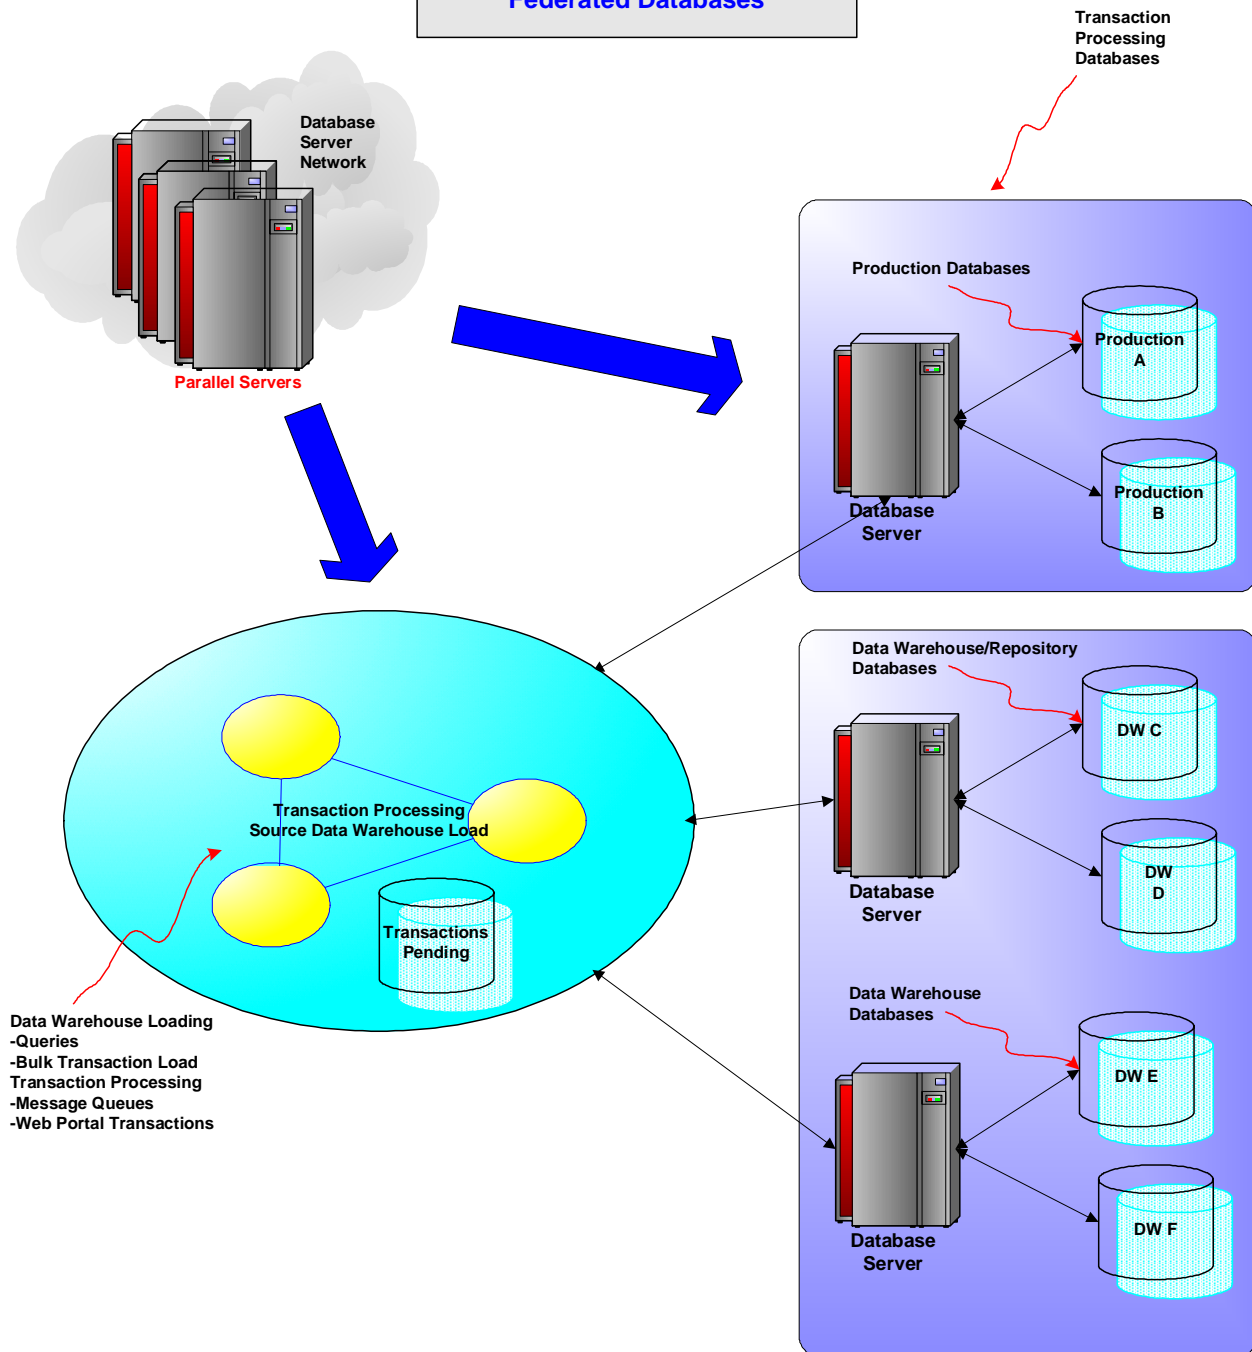 Federated Databases
Transaction
Processing
Databases
Database
Server
Network
Parallel Servers
Production Databases
Production
A
Production
B
Database
Server
Data Warehouse/Repository
Databases
DW C
DW
D
Database
Server
Transaction Processing
Source Data Warehouse Load
Transactions
Pending
Data Warehouse
Databases
DW E
DW F
Database
Server
Data Warehouse Loading
-Queries
-Bulk Transaction Load
Transaction Processing
-Message Queues
-Web Portal Transactions